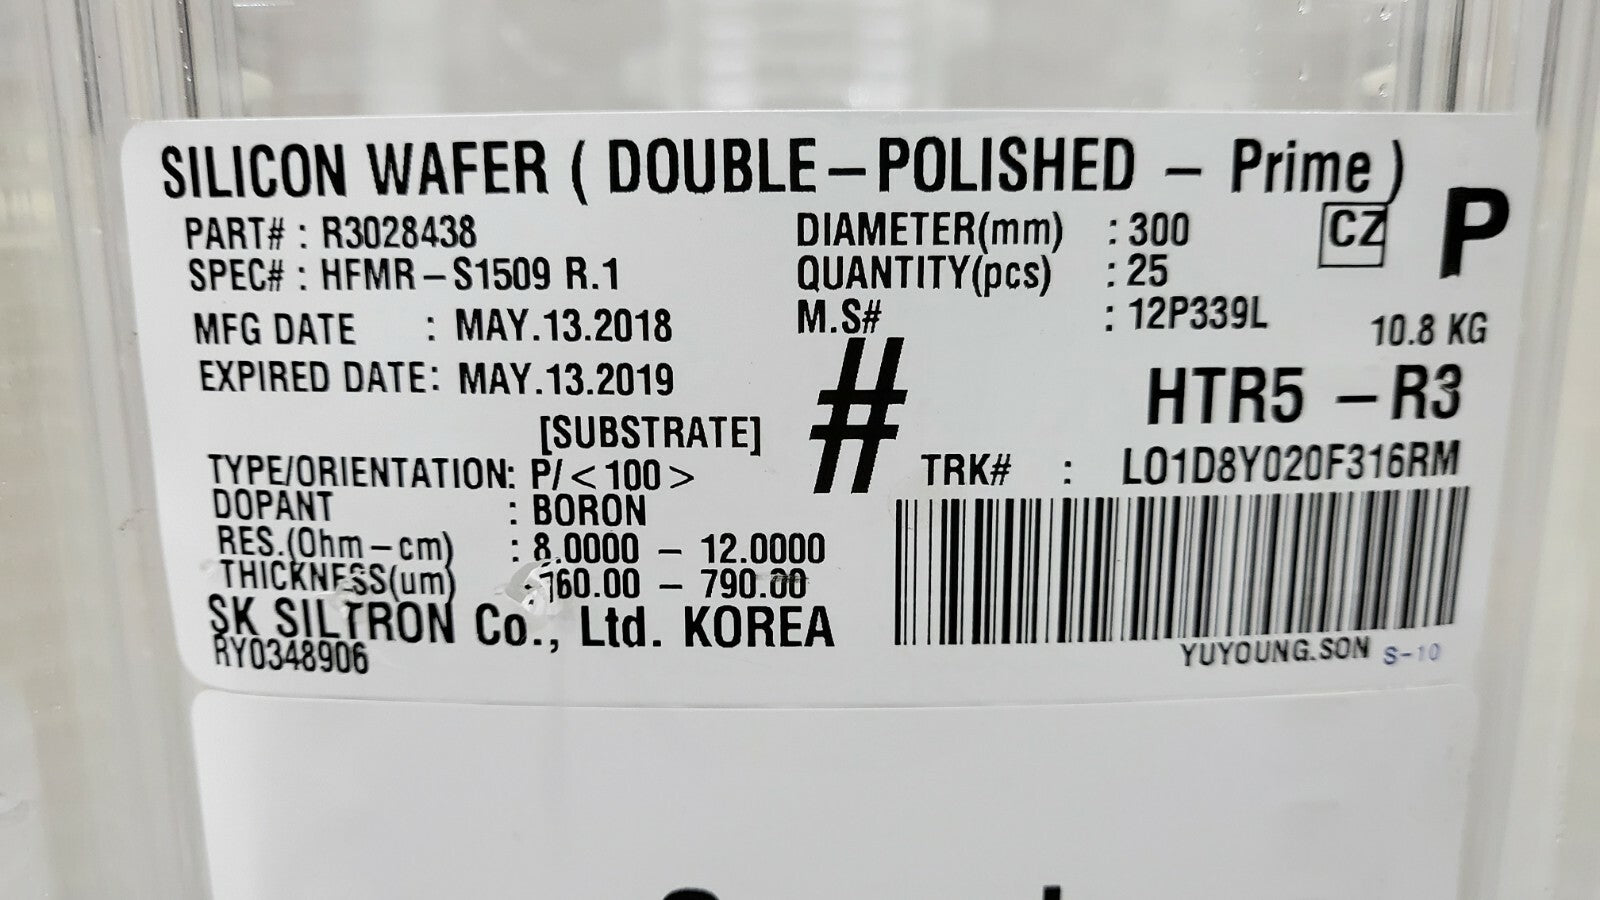 SILICON WAFER ( DOUBLE-POLISHED - Prime )
PART# : R3028438
SPEC# : HFMR-S1509 R.1
MFG DATE : MAY.13.2018
EXPIRED DATE: MAY.13.2019
DIAMETER(mm) : 300
QUANTITY(pcs) : 25
M.S# : 12P339L
CZ
P
10.8 KG
#
HTR5 -R3
TRK# : L01D8Y020F316RM
[SUBSTRATE]
TYPE/ORIENTATION: P/<100>
DOPANT : BORON
RES.(Ohm-cm) : 8.0000 - 12.0000
THICKNESS(um) : 760.00 - 790.00
SK SILTRON Co., Ltd. KOREA
RY0348906
YUYOUNG.SON S-10